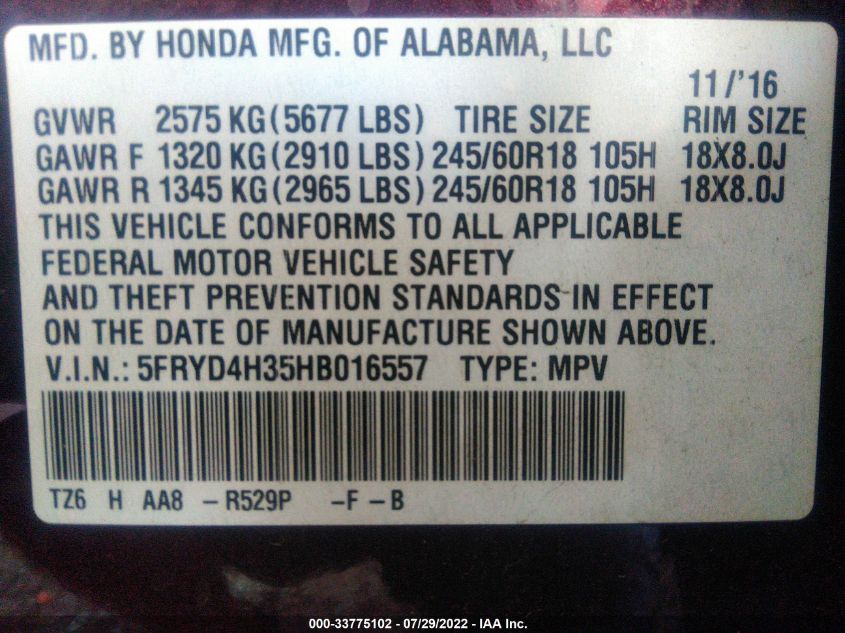 MFD. BY HONDA MFG. OF ALABAMA, LLC
11/'16
GVWR 2575 KG (5677 LBS) TIRE SIZE RIM SIZE
GAWR F 1320 KG (2910 LBS) 245/60R18 105H 18X8.0J
GAWR R 1345 KG (2965 LBS) 245/60R18 105H 18X8.0J
THIS VEHICLE CONFORMS TO ALL APPLICABLE
FEDERAL MOTOR VEHICLE SAFETY
AND THEFT PREVENTION STANDARDS IN EFFECT
ON THE DATE OF MANUFACTURE SHOWN ABOVE.
V.I.N.: 5FRYD4H35HB016557 TYPE: MPV
TZ6 H AA8 -R529P -F-B
000-33775102 - 07/29/2022 - IAA Inc.